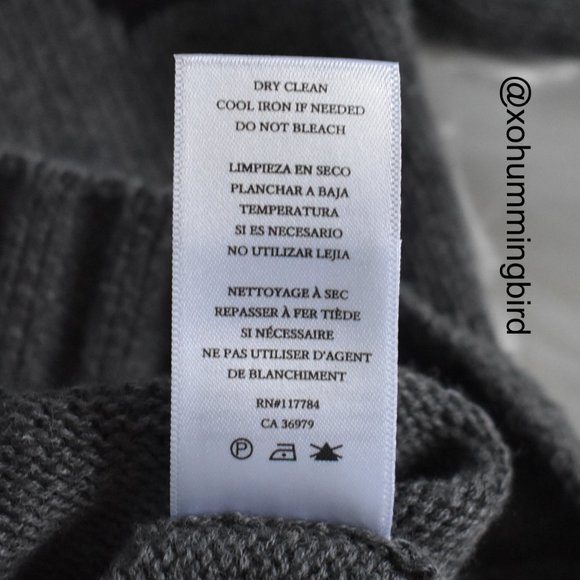 DRY CLEAN
COOL IRON IF NEEDED
DO NOT BLEACH
LIMPIEZA EN SECO
PLANCHAR A BAJA
TEMPERATURA
SI ES NECESARIO
NO UTILIZAR LEJIA
NETTOYAGE À SEC
REPASSER À FER TIÈDE
SI NÉCESSAIRE
NE PAS UTILISER D'AGENT
DE BLANCHIMENT
RN#117784
CA 36979
P
@xohummingbird